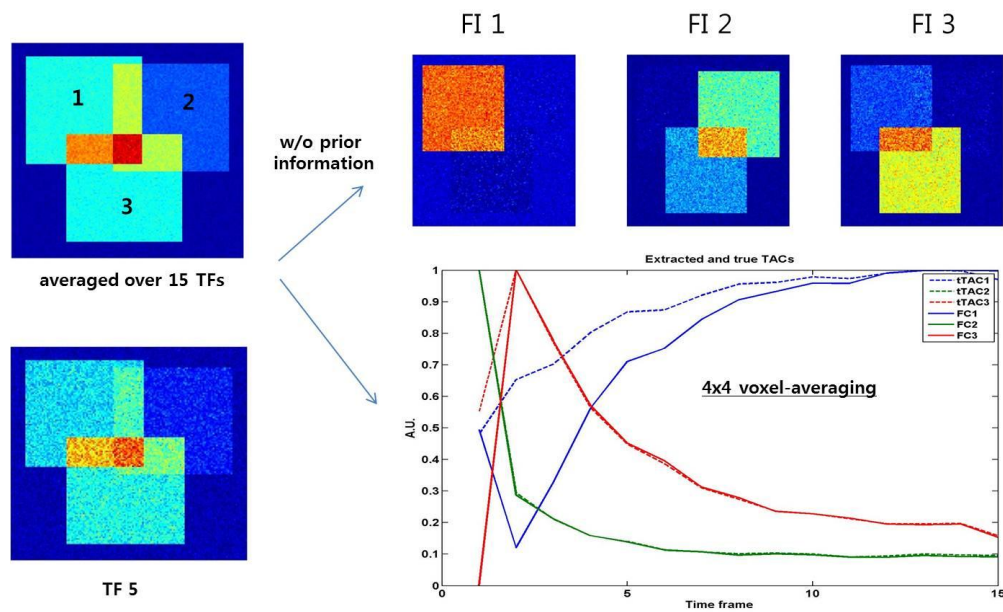 FI 1 FI 2 FI 3
1
2
3
w/o prior
information
averaged over 15 TFs
TF 5
Extracted and true TACs
1
0.9
0.8
0.7
0.6
0.5
0.4
0.3
0.2
0.1
0
A.U.
tTAC1
tTAC2
tTAC3
FC1
FC2
FC3
4x4 voxel-averaging
0 5 10 15
Time frame